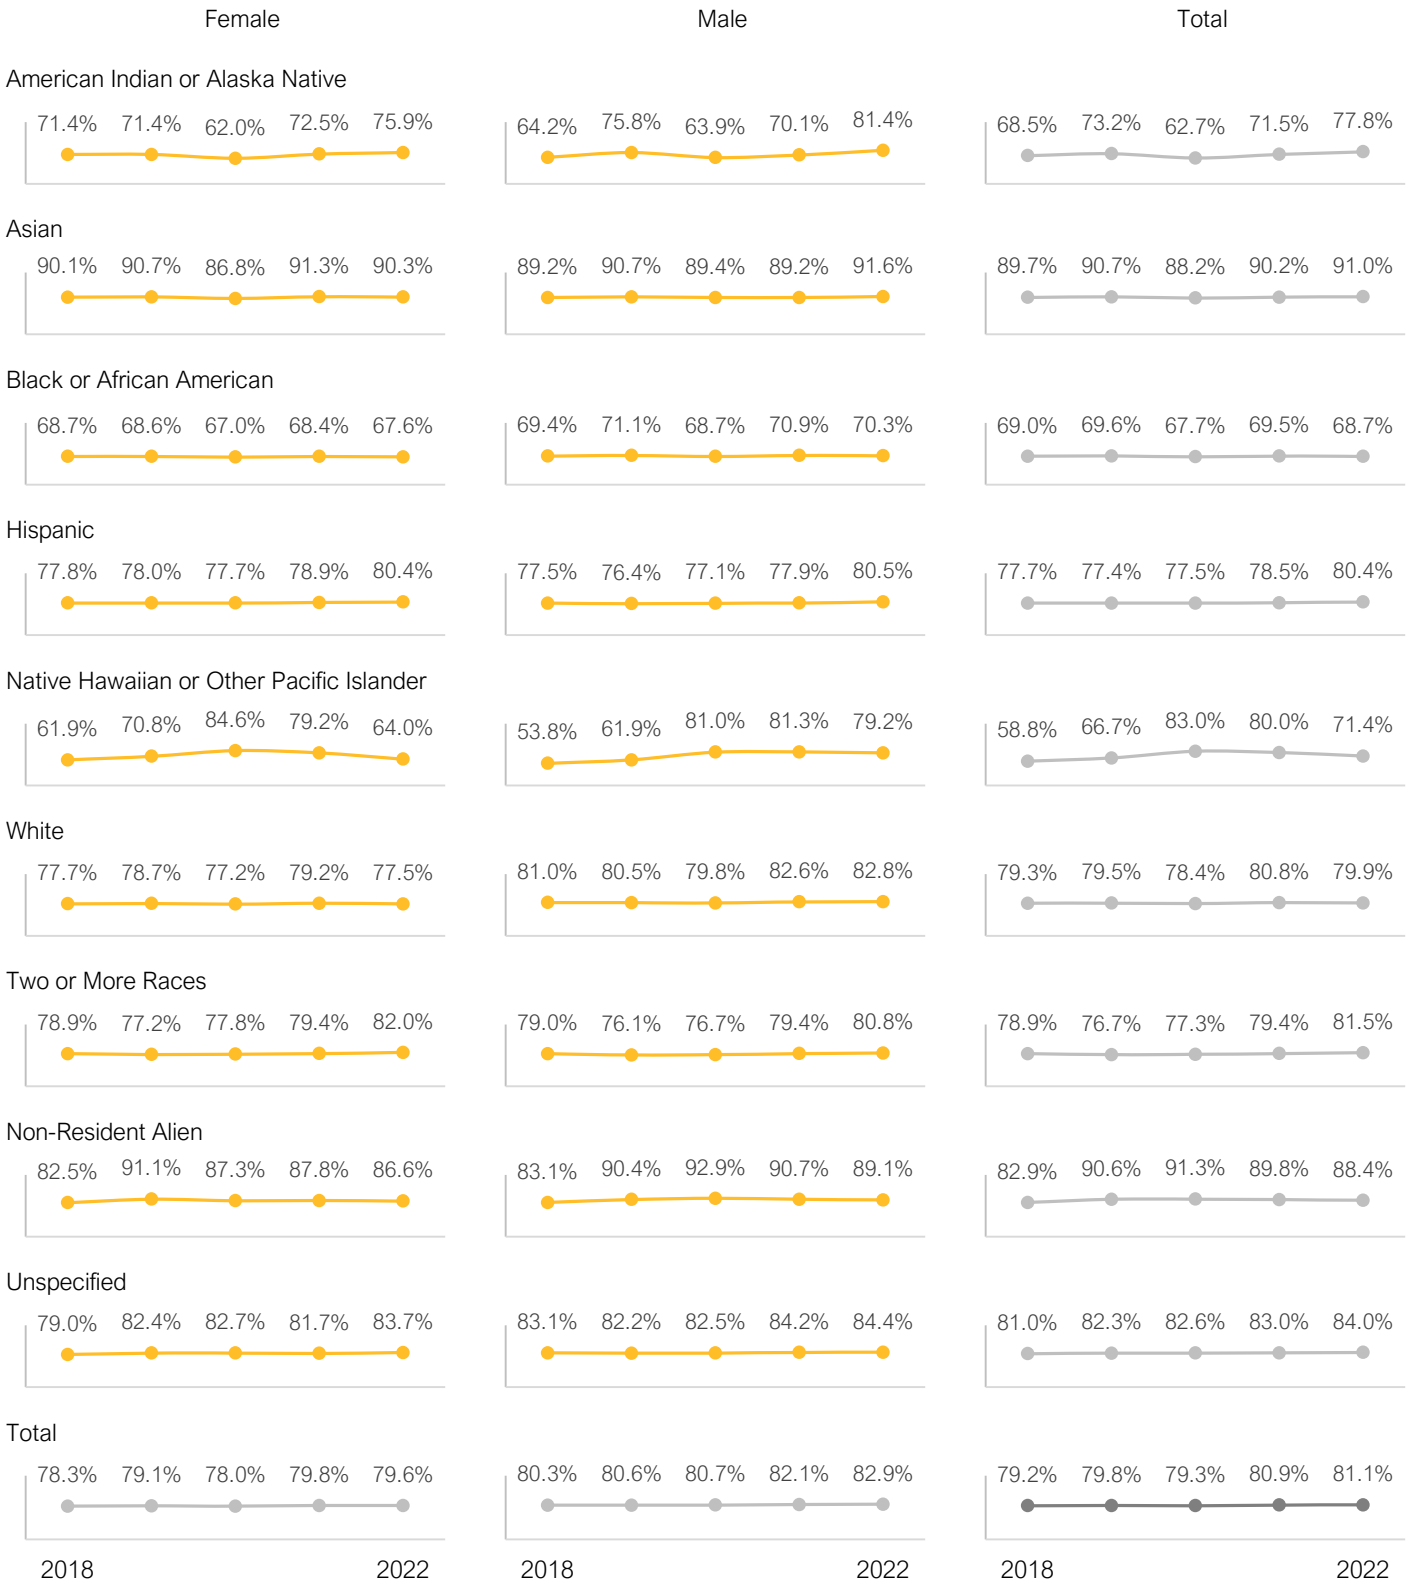 Female Male Total
American Indian or Alaska Native
71.4% 71.4% 62.0% 72.5% 75.9% 64.2% 75.8% 63.9% 70.1% 81.4% 68.5% 73.2% 62.7% 71.5% 77.8%
Asian
90.1% 90.7% 86.8% 91.3% 90.3% 89.2% 90.7% 89.4% 89.2% 91.6% 89.7% 90.7% 88.2% 90.2% 91.0%
Black or African American
68.7% 68.6% 67.0% 68.4% 67.6% 69.4% 71.1% 68.7% 70.9% 70.3% 69.0% 69.6% 67.7% 69.5% 68.7%
Hispanic
77.8% 78.0% 77.7% 78.9% 80.4% 77.5% 76.4% 77.1% 77.9% 80.5% 77.7% 77.4% 77.5% 78.5% 80.4%
Native Hawaiian or Other Pacific Islander
61.9% 70.8% 84.6% 79.2% 64.0% 53.8% 61.9% 81.0% 81.3% 79.2% 58.8% 66.7% 83.0% 80.0% 71.4%
White
77.7% 78.7% 77.2% 79.2% 77.5% 81.0% 80.5% 79.8% 82.6% 82.8% 79.3% 79.5% 78.4% 80.8% 79.9%
Two or More Races
78.9% 77.2% 77.8% 79.4% 82.0% 79.0% 76.1% 76.7% 79.4% 80.8% 78.9% 76.7% 77.3% 79.4% 81.5%
Non-Resident Alien
82.5% 91.1% 87.3% 87.8% 86.6% 83.1% 90.4% 92.9% 90.7% 89.1% 82.9% 90.6% 91.3% 89.8% 88.4%
Unspecified
79.0% 82.4% 82.7% 81.7% 83.7% 83.1% 82.2% 82.5% 84.2% 84.4% 81.0% 82.3% 82.6% 83.0% 84.0%
Total
78.3% 79.1% 78.0% 79.8% 79.6% 80.3% 80.6% 80.7% 82.1% 82.9% 79.2% 79.8% 79.3% 80.9% 81.1%
2018 2022 2018 2022 2018 2022